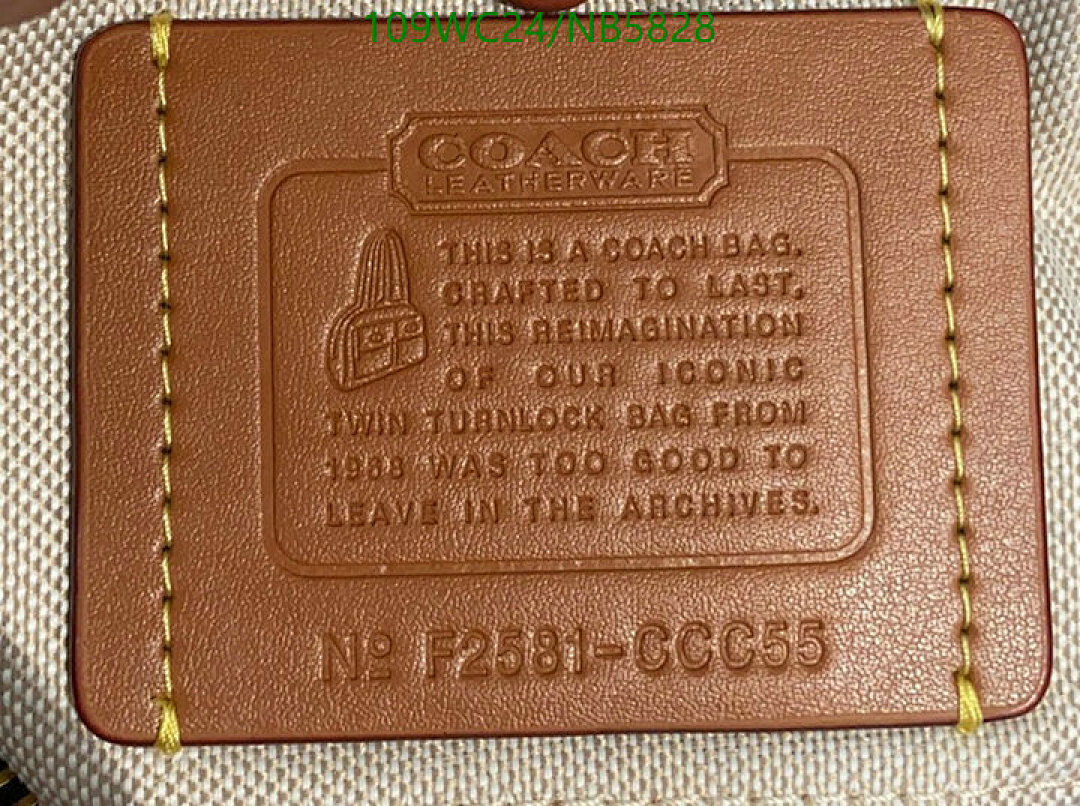 109WC24/NB5828
COACH
LEATHERWARE
THIS IS A COACH BAG.
CRAFTED TO LAST,
THIS REIMAGINATION
OF OUR ICONIC
TWIN TURNLOCK BAG FROM
1968 WAS TOO GOOD TO
LEAVE IN THE ARCHIVES.
Nº F2581-CCC55